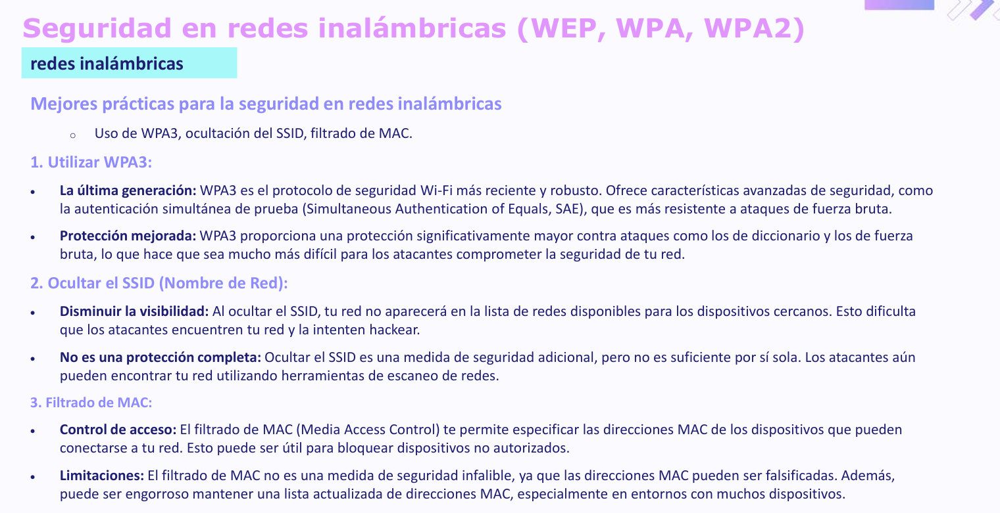 Seguridad en redes inalámbricas (WEP, WPA, WPA2)
redes inalámbricas
Mejores prácticas para la seguridad en redes inalámbricas
o Uso de WPA3, ocultación del SSID, filtrado de MAC.
1. Utilizar WPA3:
• La última generación: WPA3 es el protocolo de seguridad Wi-Fi más reciente y robusto. Ofrece características avanzadas de seguridad, como
la autenticación simultánea de prueba (Simultaneous Authentication of Equals, SAE), que es más resistente a ataques de fuerza bruta.
• Protección mejorada: WPA3 proporciona una protección significativamente mayor contra ataques como los de diccionario y los de fuerza
bruta, lo que hace que sea mucho más difícil para los atacantes comprometer la seguridad de tu red.
2. Ocultar el SSID (Nombre de Red):
• Disminuir la visibilidad: Al ocultar el SSID, tu red no aparecerá en la lista de redes disponibles para los dispositivos cercanos. Esto dificulta
que los atacantes encuentren tu red y la intenten hackear.
• No es una protección completa: Ocultar el SSID es una medida de seguridad adicional, pero no es suficiente por sí sola. Los atacantes aún
pueden encontrar tu red utilizando herramientas de escaneo de redes.
3. Filtrado de MAC:
• Control de acceso: El filtrado de MAC (Media Access Control) te permite especificar las direcciones MAC de los dispositivos que pueden
conectarse a tu red. Esto puede ser útil para bloquear dispositivos no autorizados.
• Limitaciones: El filtrado de MAC no es una medida de seguridad infalible, ya que las direcciones MAC pueden ser falsificadas. Además,
puede ser engorroso mantener una lista actualizada de direcciones MAC, especialmente en entornos con muchos dispositivos.